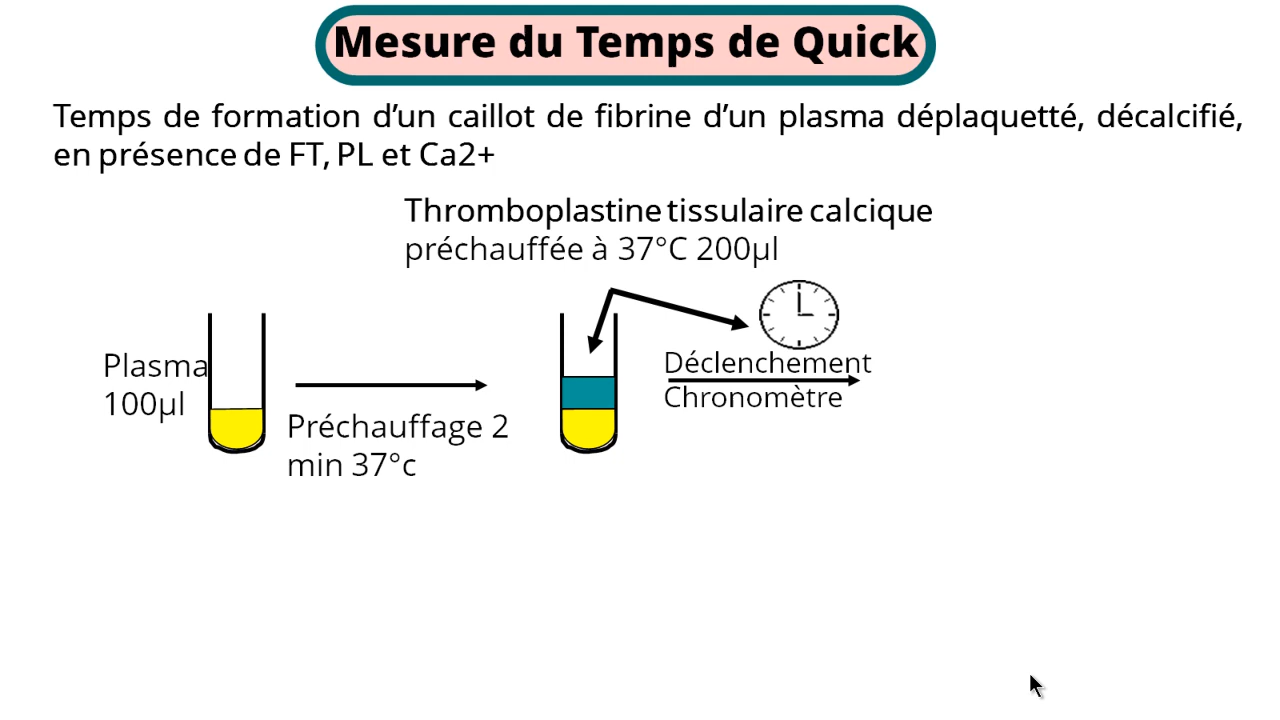 Mesure du Temps de Quick
Temps de formation d’un caillot de fibrine d’un plasma déplaquetté, décalcifié,
en présence de FT, PL et Ca2+
Thromboplastine tissulaire calcique
préchauffée à 37°C 200µl
Plasma
100µl
Préchauffage 2
min 37°c
Déclenchement
Chronomètre